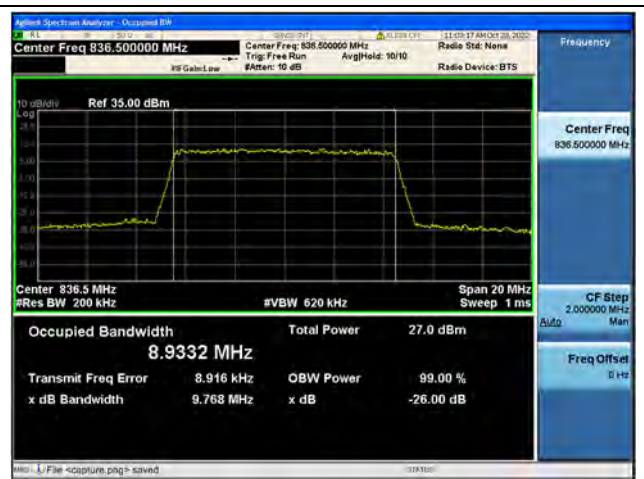 Agilent Spectrum Analyzer - Occupied BW
RL
11:03:17 AM Oct 28, 2022
Center Freq 836.500000 MHz
Center Freq: 836.500000 MHz
Radio Std: None
Trig: Free Run
Avg|Hold: 10/10
#IFGain:Low
#Atten: 10 dB
Radio Device: BTS
10 dB/div
Ref 35.00 dBm
Log
Center 836.5 MHz
Span 20 MHz
#Res BW 200 kHz
#VBW 620 kHz
Sweep 1 ms
Occupied Bandwidth
Total Power
27.0 dBm
8.9332 MHz
Transmit Freq Error
8.916 kHz
OBW Power
99.00 %
x dB Bandwidth
9.768 MHz
x dB
-26.00 dB
MSG
File <capture.png> saved
STATUS
Frequency
Center Freq
836.500000 MHz
CF Step
2.000000 MHz
Auto
Man
Freq Offset
0 Hz